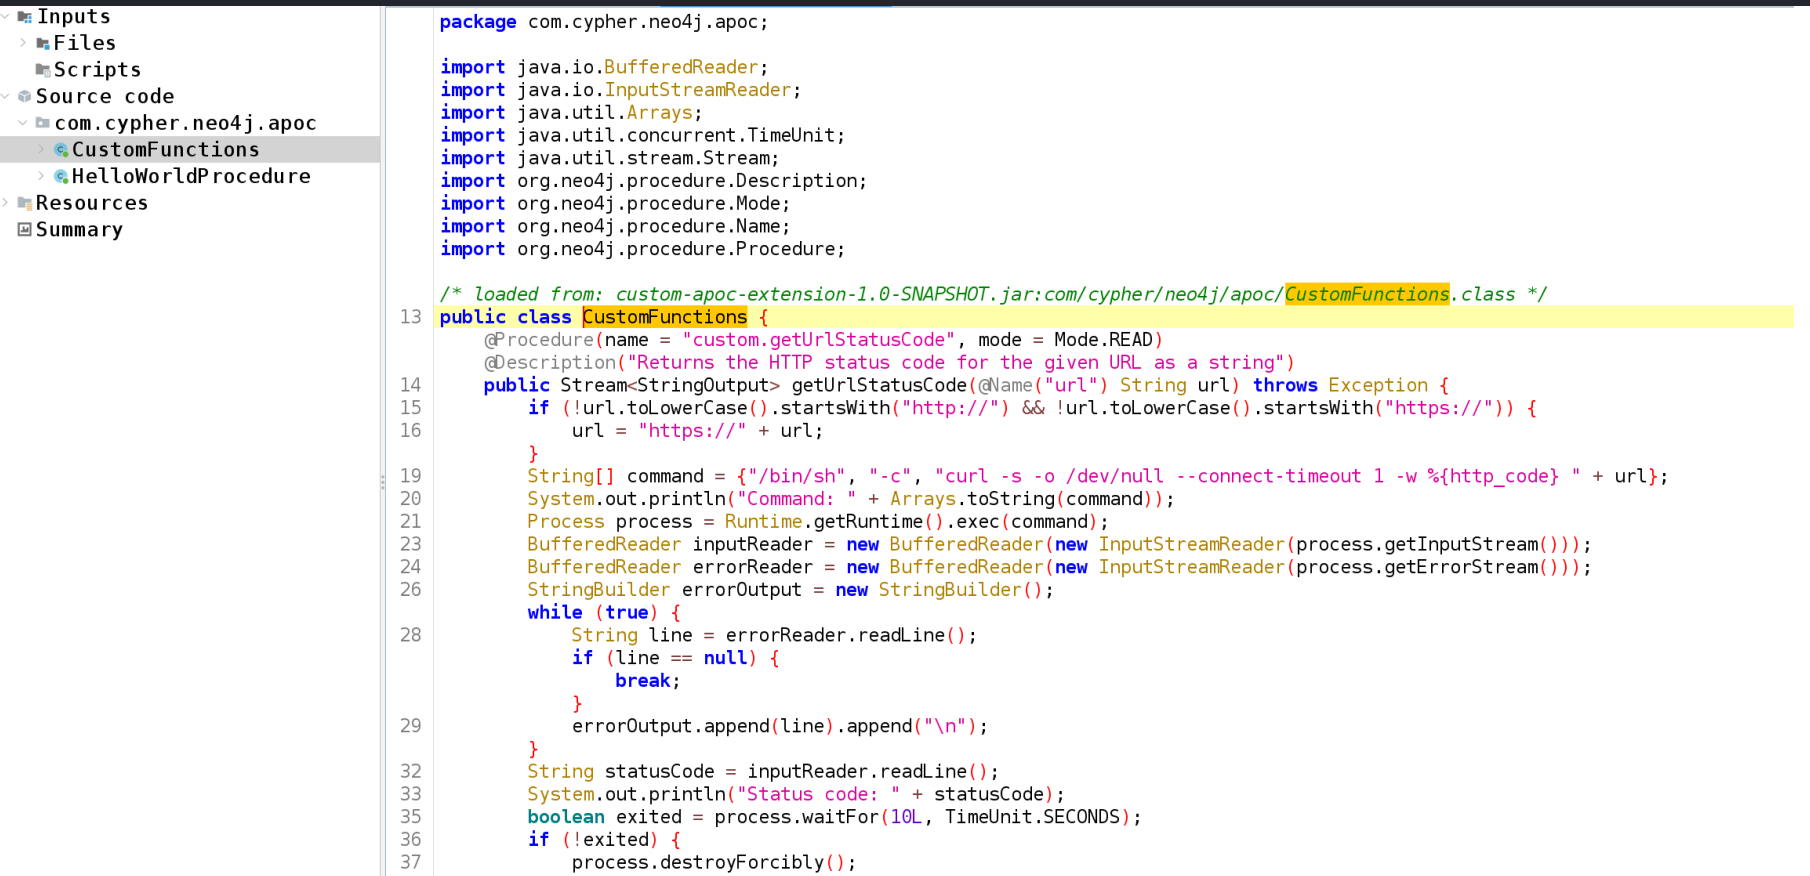 Inputs
Files
Scripts
Source code
com.cypher.neo4j.apoc
CustomFunctions
HelloWorldProcedure
Resources
Summary
package com.cypher.neo4j.apoc;
import java.io.BufferedReader;
import java.io.InputStreamReader;
import java.util.Arrays;
import java.util.concurrent.TimeUnit;
import java.util.stream.Stream;
import org.neo4j.procedure.Description;
import org.neo4j.procedure.Mode;
import org.neo4j.procedure.Name;
import org.neo4j.procedure.Procedure;
/* loaded from: custom-apoc-extension-1.0-SNAPSHOT.jar:com/cypher/neo4j/apoc/CustomFunctions.class */
13 public class CustomFunctions {
@Procedure(name = "custom.getUrlStatusCode", mode = Mode.READ)
@Description("Returns the HTTP status code for the given URL as a string")
14 public Stream<StringOutput> getUrlStatusCode(@Name("url") String url) throws Exception {
15 if (!url.toLowerCase().startsWith("http://") && !url.toLowerCase().startsWith("https://")) {
16 url = "https://" + url;
}
19 String[] command = {"/bin/sh", "-c", "curl -s -o /dev/null --connect-timeout 1 -w %{http_code} " + url};
20 System.out.println("Command: " + Arrays.toString(command));
21 Process process = Runtime.getRuntime().exec(command);
23 BufferedReader inputReader = new BufferedReader(new InputStreamReader(process.getInputStream()));
24 BufferedReader errorReader = new BufferedReader(new InputStreamReader(process.getErrorStream()));
26 StringBuilder errorOutput = new StringBuilder();
while (true) {
28 String line = errorReader.readLine();
if (line == null) {
break;
}
29 errorOutput.append(line).append("\n");
}
32 String statusCode = inputReader.readLine();
33 System.out.println("Status code: " + statusCode);
35 boolean exited = process.waitFor(10L, TimeUnit.SECONDS);
36 if (!exited) {
37 process.destroyForcibly();